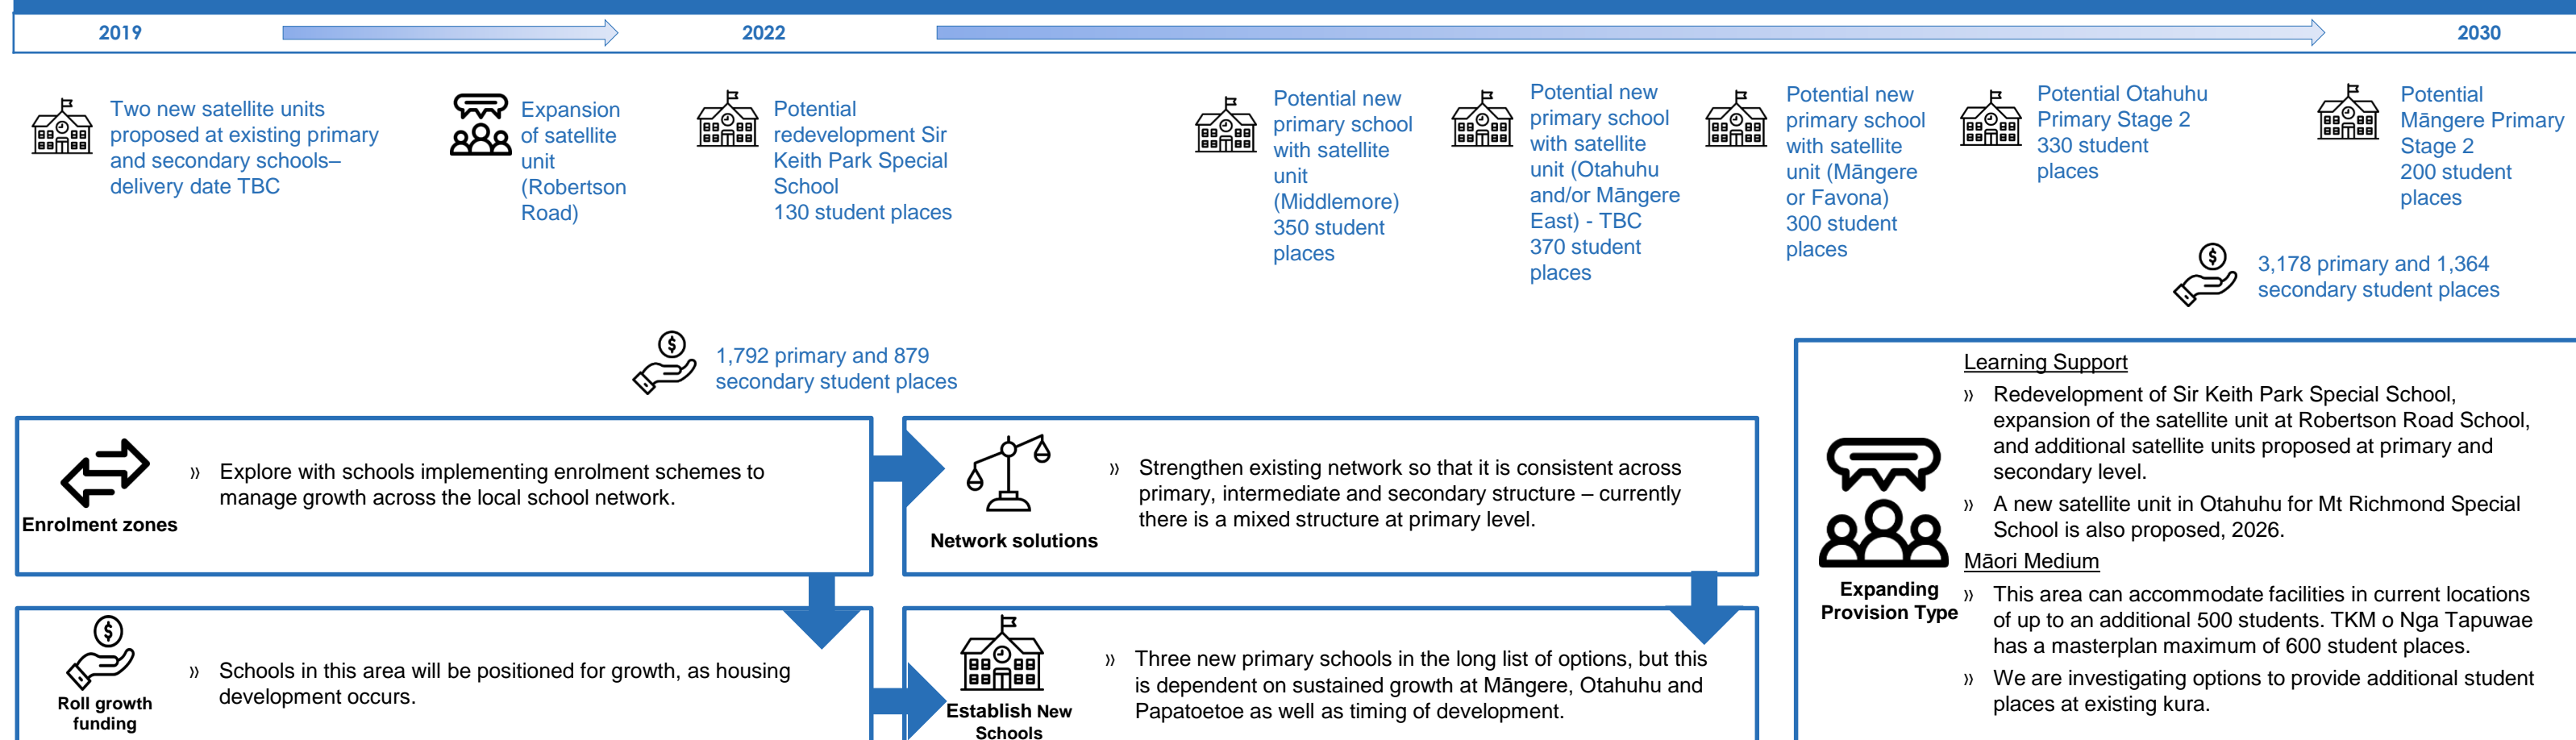 2019
2022
2030
Two new satellite units
proposed at existing primary
and secondary schools–
delivery date TBC
Expansion
of satellite
unit
(Robertson
Road)
Potential
redevelopment Sir
Keith Park Special
School
130 student places
Potential new
primary school
with satellite
unit
(Middlemore)
350 student
places
Potential new
primary school
with satellite
unit (Otahuhu
and/or Māngere
East) - TBC
370 student
places
Potential new
primary school
with satellite
unit (Māngere
or Favona)
300 student
places
Potential Otahuhu
Primary Stage 2
330 student
places
Potential
Māngere Primary
Stage 2
200 student
places
$
3,178 primary and 1,364
secondary student places
$
1,792 primary and 879
secondary student places
Enrolment zones
» Explore with schools implementing enrolment schemes to
manage growth across the local school network.
Network solutions
» Strengthen existing network so that it is consistent across
primary, intermediate and secondary structure – currently
there is a mixed structure at primary level.
$
Roll growth
funding
» Schools in this area will be positioned for growth, as housing
development occurs.
Establish New
Schools
» Three new primary schools in the long list of options, but this
is dependent on sustained growth at Māngere, Otahuhu and
Papatoetoe as well as timing of development.
Expanding
Provision Type
Learning Support
» Redevelopment of Sir Keith Park Special School,
expansion of the satellite unit at Robertson Road School,
and additional satellite units proposed at primary and
secondary level.
» A new satellite unit in Otahuhu for Mt Richmond Special
School is also proposed, 2026.
Māori Medium
» This area can accommodate facilities in current locations
of up to an additional 500 students. TKM o Nga Tapuwae
has a masterplan maximum of 600 student places.
» We are investigating options to provide additional student
places at existing kura.